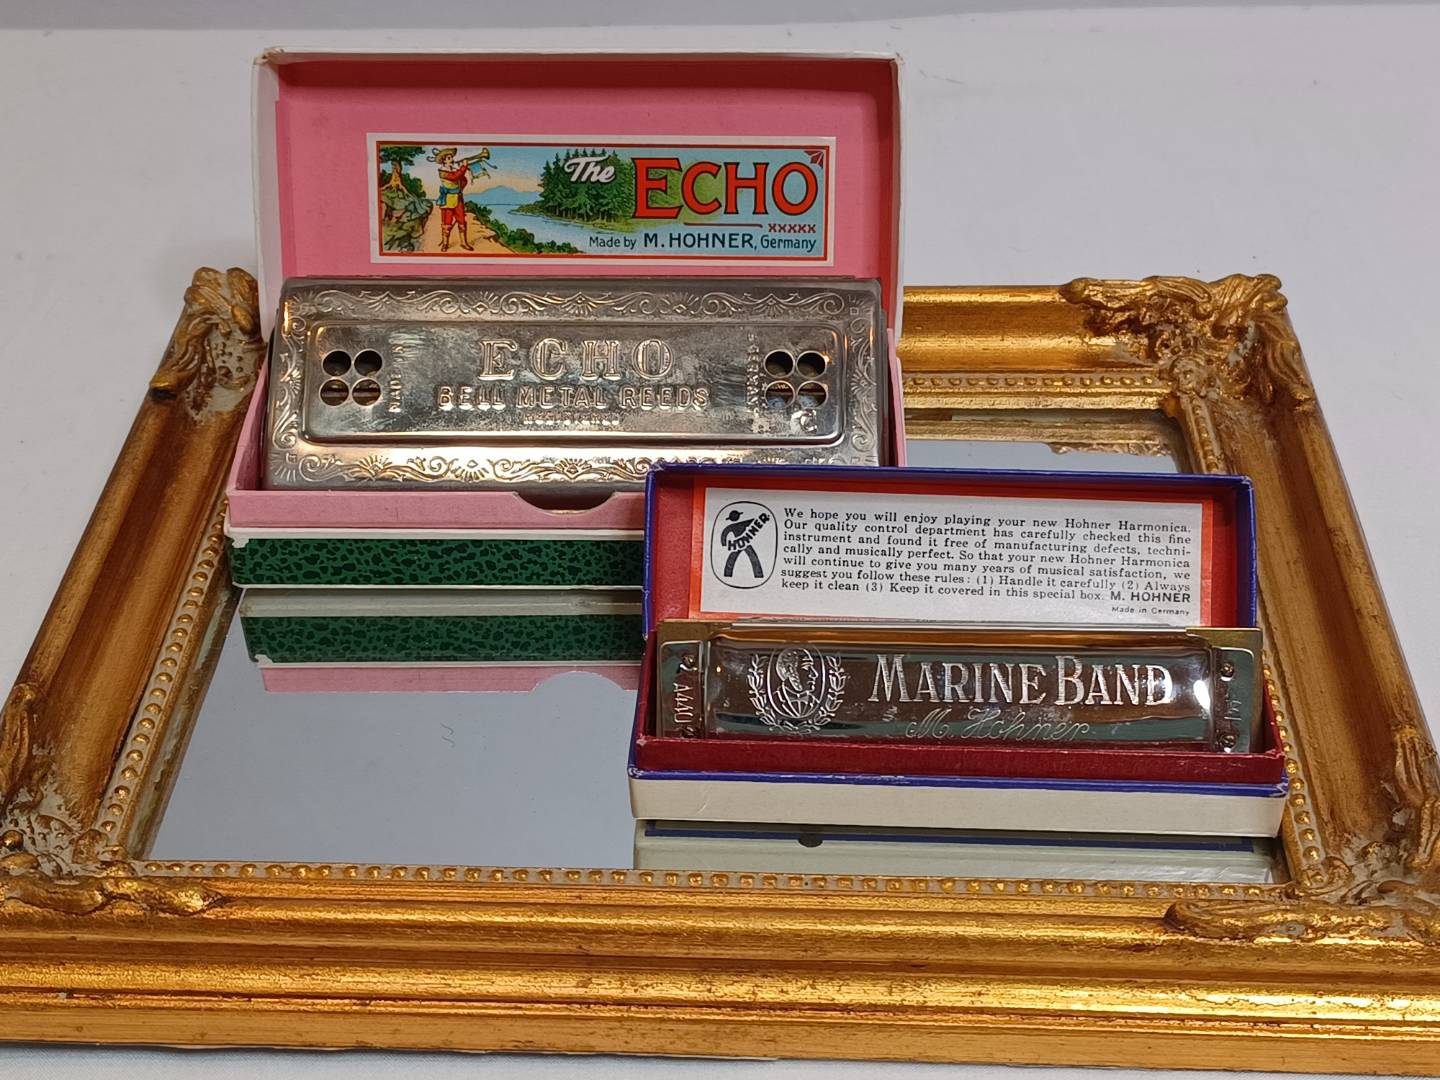 The ECHO
XXXXX
Made by M. HOHNER, Germany
ECHO
BELL METAL REEDS
MADE IN
GERMANY
C
HOHNER
We hope you will enjoy playing your new Hohner Harmonica.
Our quality control department has carefully checked this fine
instrument and found it free of manufacturing defects, techni-
cally and musically perfect. So that your new Hohner Harmonica
will continue to give you many years of musical satisfaction, we
suggest you follow these rules: (1) Handle it carefully (2) Always
keep it clean (3) Keep it covered in this special box. M. HOHNER
Made in Germany
A440
MARINE BAND
M. Hohner